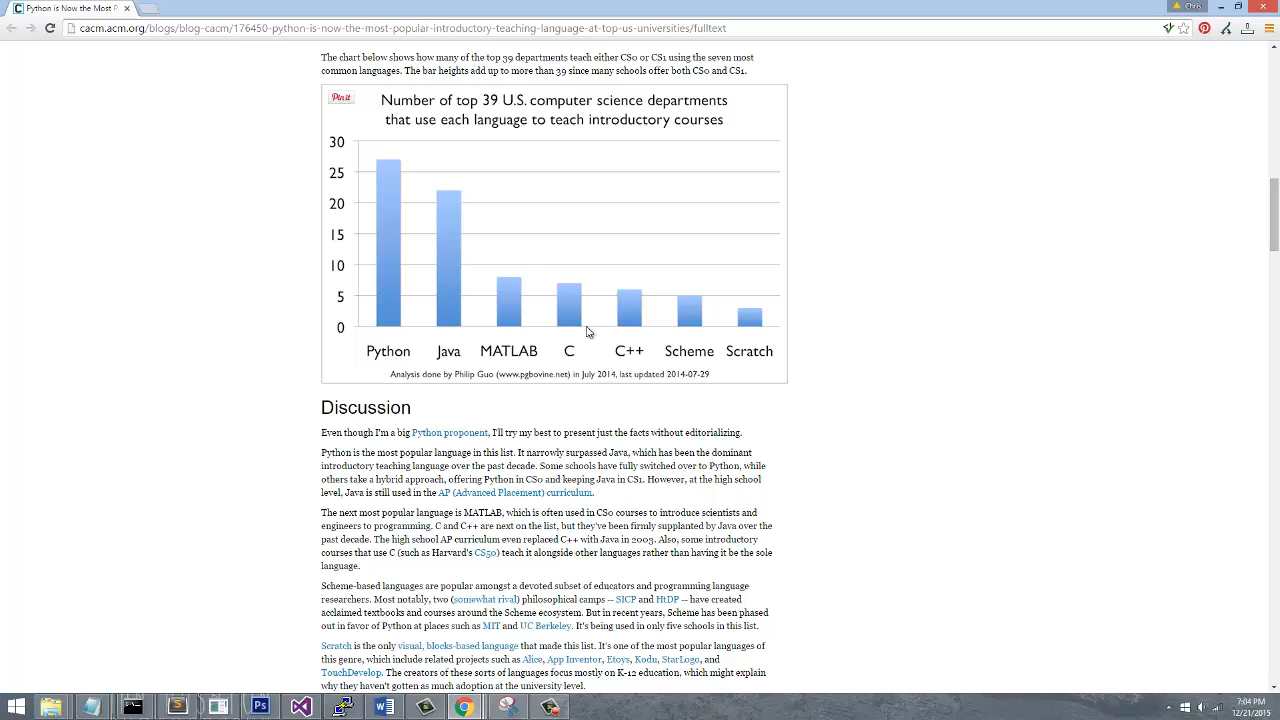 Python is Now the Most P
Chris
cacm.acm.org/blogs/blog-cacm/176450-python-is-now-the-most-popular-introductory-teaching-language-at-top-us-universities/fulltext
The chart below shows how many of the top 39 departments teach either CS0 or CS1 using the seven most
common languages. The bar heights add up to more than 39 since many schools offer both CS0 and CS1.
Pin it
Number of top 39 U.S. computer science departments
that use each language to teach introductory courses
30
25
20
15
10
5
0
Python Java MATLAB C C++ Scheme Scratch
Analysis done by Philip Guo (www.pgbovine.net) in July 2014, last updated 2014-07-29
Discussion
Even though I'm a big Python proponent, I'll try my best to present just the facts without editorializing.
Python is the most popular language in this list. It narrowly surpassed Java, which has been the dominant
introductory teaching language over the past decade. Some schools have fully switched over to Python, while
others take a hybrid approach, offering Python in CS0 and keeping Java in CS1. However, at the high school
level, Java is still used in the AP (Advanced Placement) curriculum.
The next most popular language is MATLAB, which is often used in CS0 courses to introduce scientists and
engineers to programming. C and C++ are next on the list, but they've been firmly supplanted by Java over the
past decade. The high school AP curriculum even replaced C++ with Java in 2003. Also, some introductory
courses that use C (such as Harvard's CS50) teach it alongside other languages rather than having it be the sole
language.
Scheme-based languages are popular amongst a devoted subset of educators and programming language
researchers. Most notably, two (somewhat rival) philosophical camps -- SICP and HtDP -- have created
acclaimed textbooks and courses around the Scheme ecosystem. But in recent years, Scheme has been phased
out in favor of Python at places such as MIT and UC Berkeley. It's being used in only five schools in this list.
Scratch is the only visual, blocks-based language that made this list. It's one of the most popular languages of
this genre, which include related projects such as Alice, App Inventor, Etoys, Kodu, StarLogo, and
TouchDevelop. The creators of these sorts of languages focus mostly on K-12 education, which might explain
why they haven't gotten as much adoption at the university level.
7:04 PM
12/21/2015